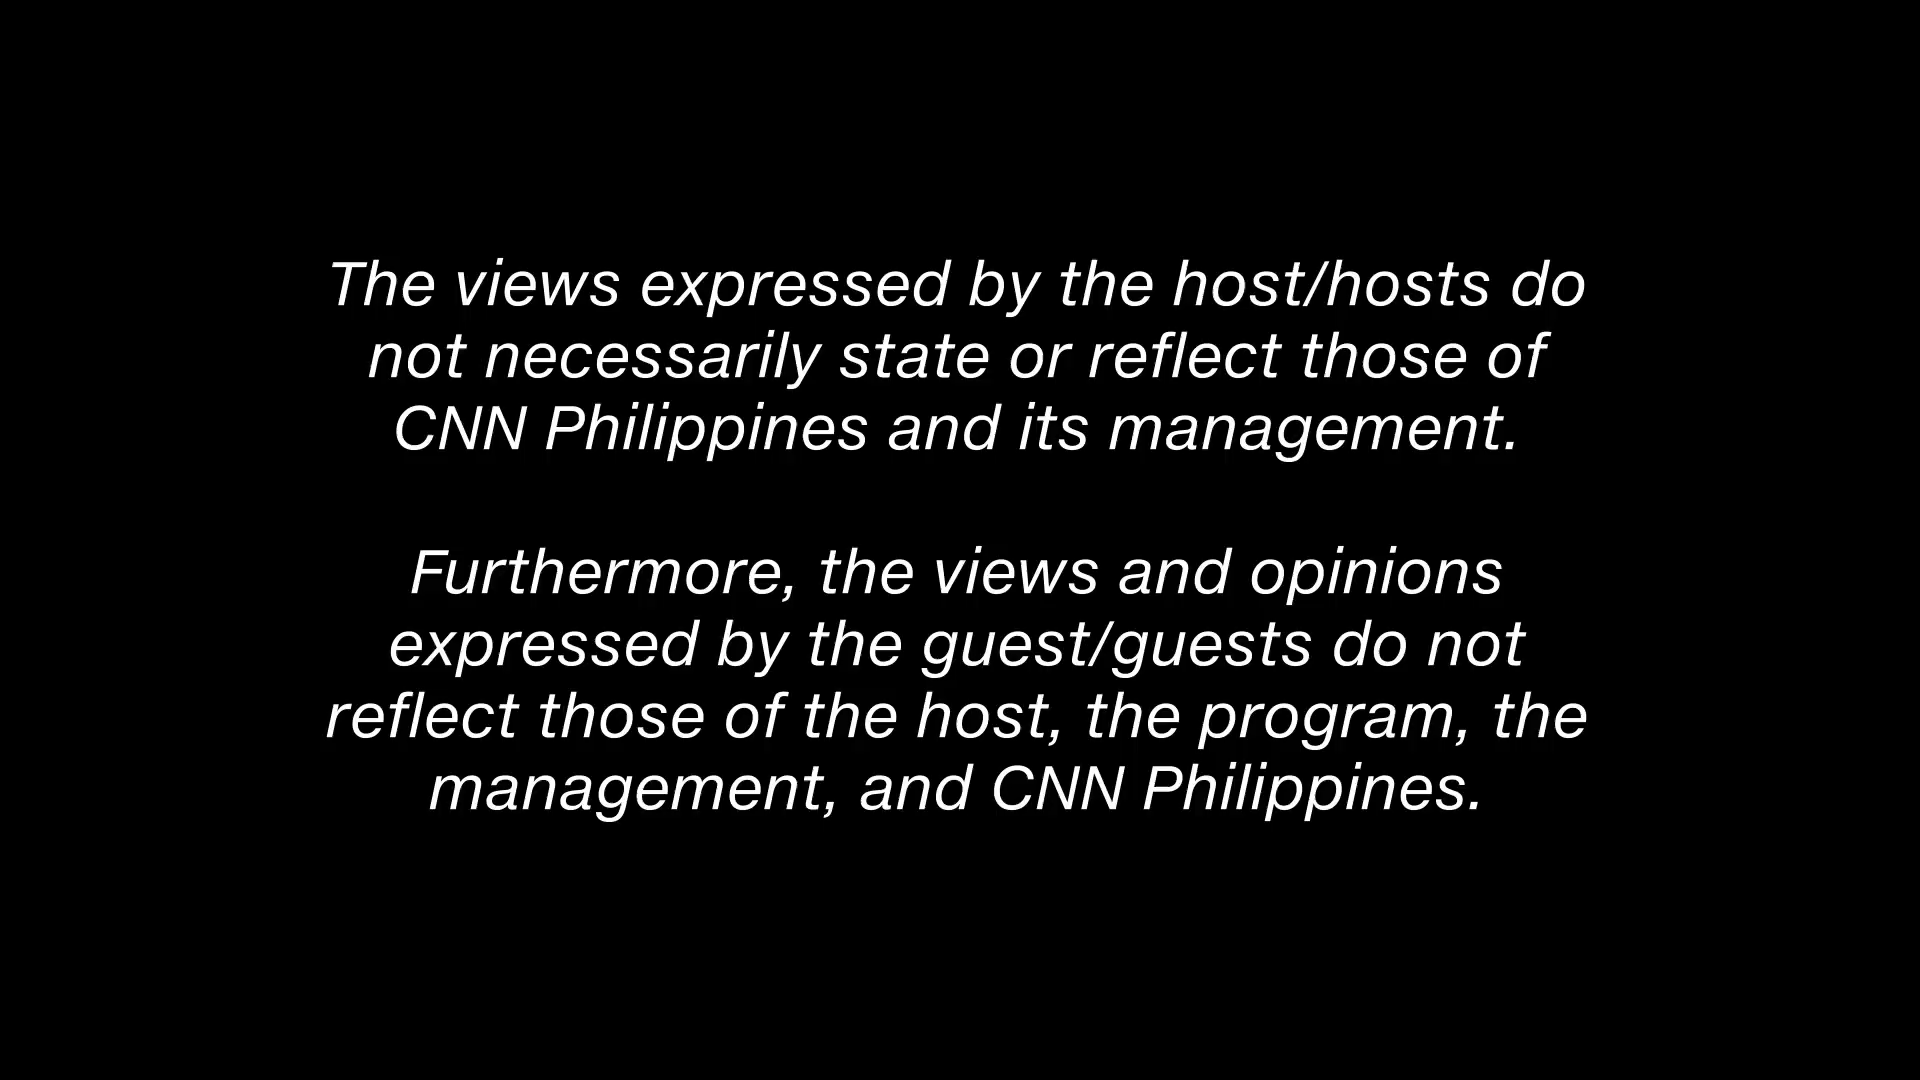 The views expressed by the host/hosts do
not necessarily state or reflect those of
CNN Philippines and its management.
Furthermore, the views and opinions
expressed by the guest/guests do not
reflect those of the host, the program, the
management, and CNN Philippines.